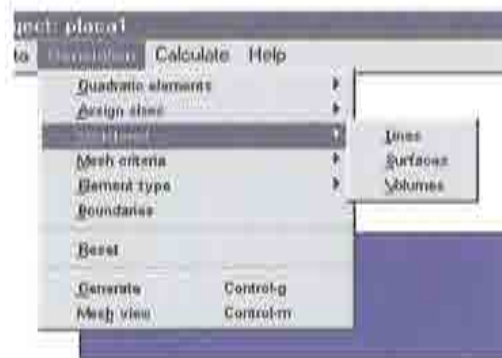 ject: placa1
ta Calculate Help
Quadratic elements
Assign sizes
Lines
Surfaces
Mesh criteria
Volumes
Element type
Boundaries
Reset
Generate Control-g
Mesh view Control-m